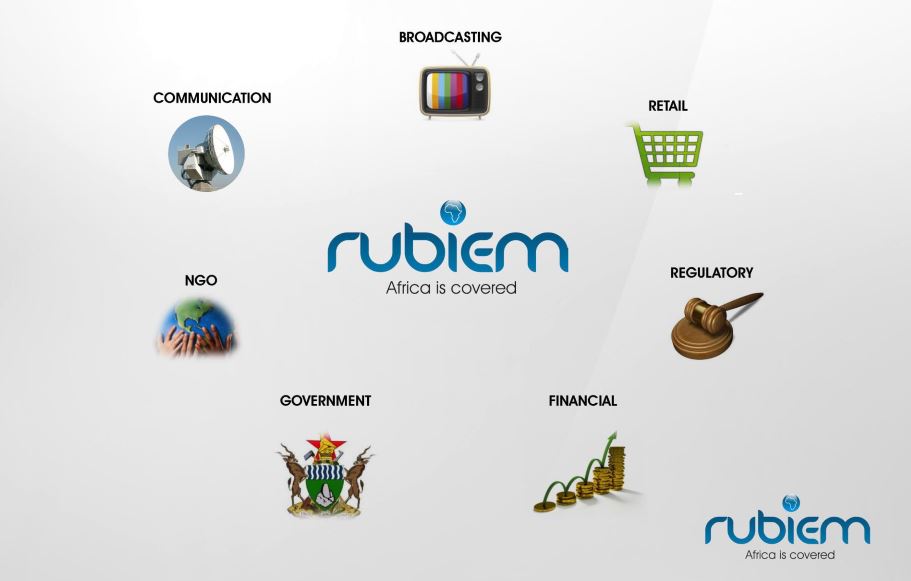 BROADCASTING
COMMUNICATION
RETAIL
rubiem
Africa is covered
NGO
REGULATORY
GOVERNMENT
FINANCIAL
rubiem
Africa is covered